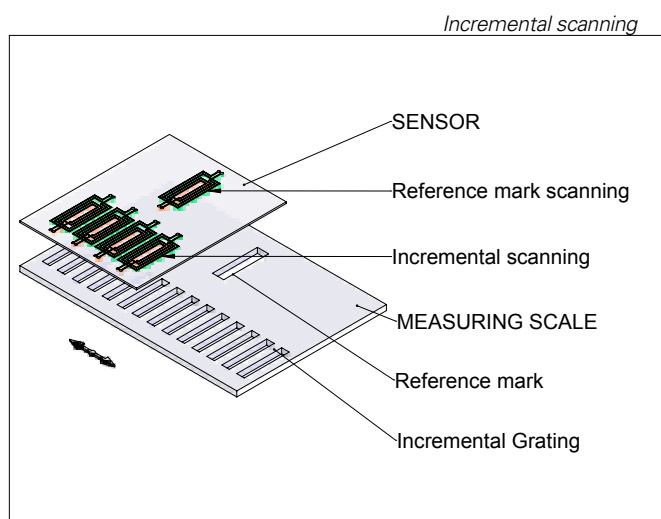 Incremental scanning
SENSOR
Reference mark scanning
Incremental scanning
MEASURING SCALE
Reference mark
Incremental Grating